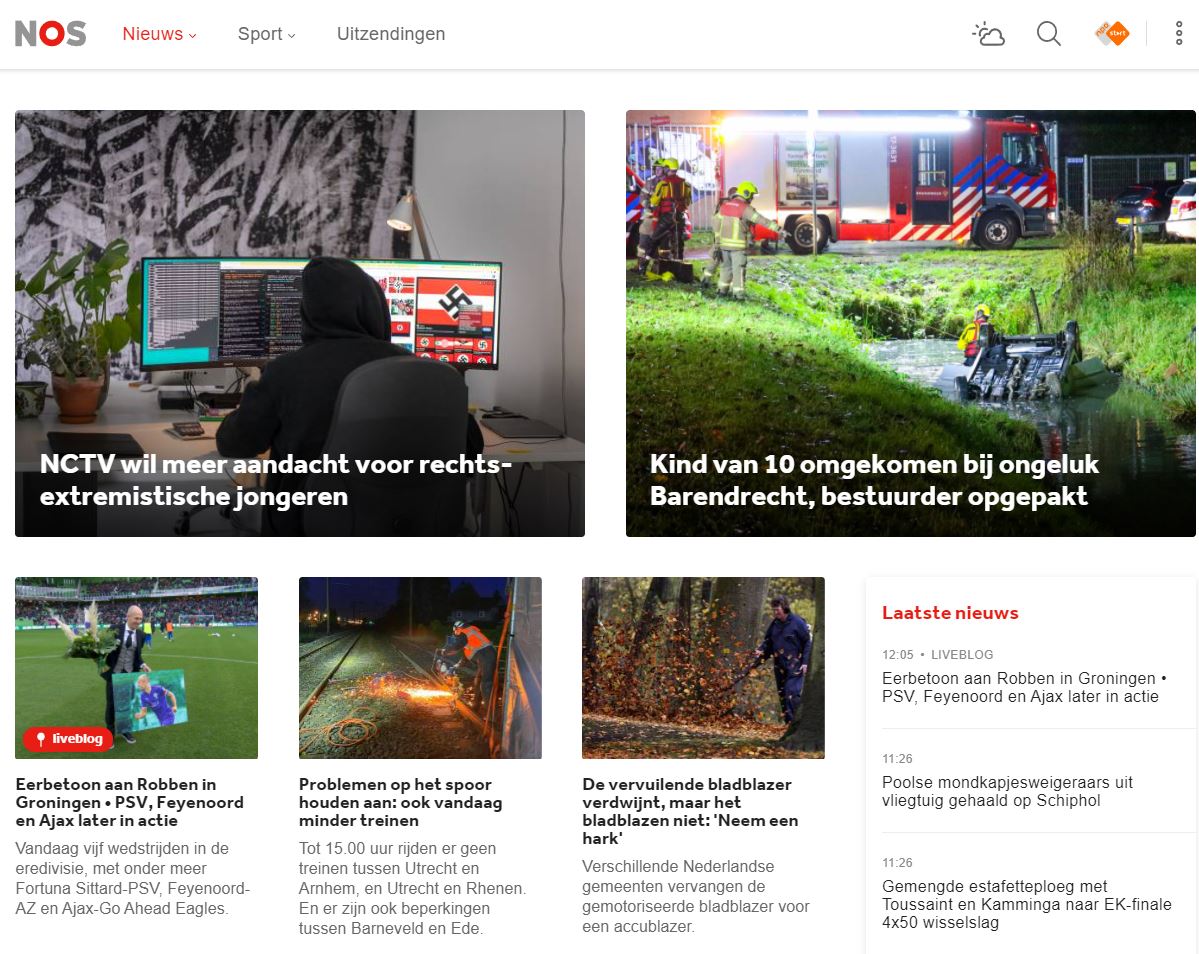 NOS
Nieuws
Sport
Uitzendingen
npo
start
NCTV wil meer aandacht voor rechts-
extremistische jongeren
Kind van 10 omgekomen bij ongeluk
Barendrecht, bestuurder opgepakt
liveblog
Eerbetoon aan Robben in
Groningen • PSV, Feyenoord
en Ajax later in actie
Vandaag vijf wedstrijden in de
eredivisie, met onder meer
Fortuna Sittard-PSV, Feyenoord-
AZ en Ajax-Go Ahead Eagles.
Problemen op het spoor
houden aan: ook vandaag
minder treinen
Tot 15.00 uur rijden er geen
treinen tussen Utrecht en
Arnhem, en Utrecht en Rhenen.
En er zijn ook beperkingen
tussen Barneveld en Ede.
De vervuilende bladblazer
verdwijnt, maar het
bladblazen niet: 'Neem een
hark'
Verschillende Nederlandse
gemeenten vervangen de
gemotoriseerde bladblazer voor
een accublazer.
Laatste nieuws
12:05 • LIVEBLOG
Eerbetoon aan Robben in Groningen •
PSV, Feyenoord en Ajax later in actie
11:26
Poolse mondkapjesweigeraars uit
vliegtuig gehaald op Schiphol
11:26
Gemengde estafetteploeg met
Toussaint en Kamminga naar EK-finale
4x50 wisselslag